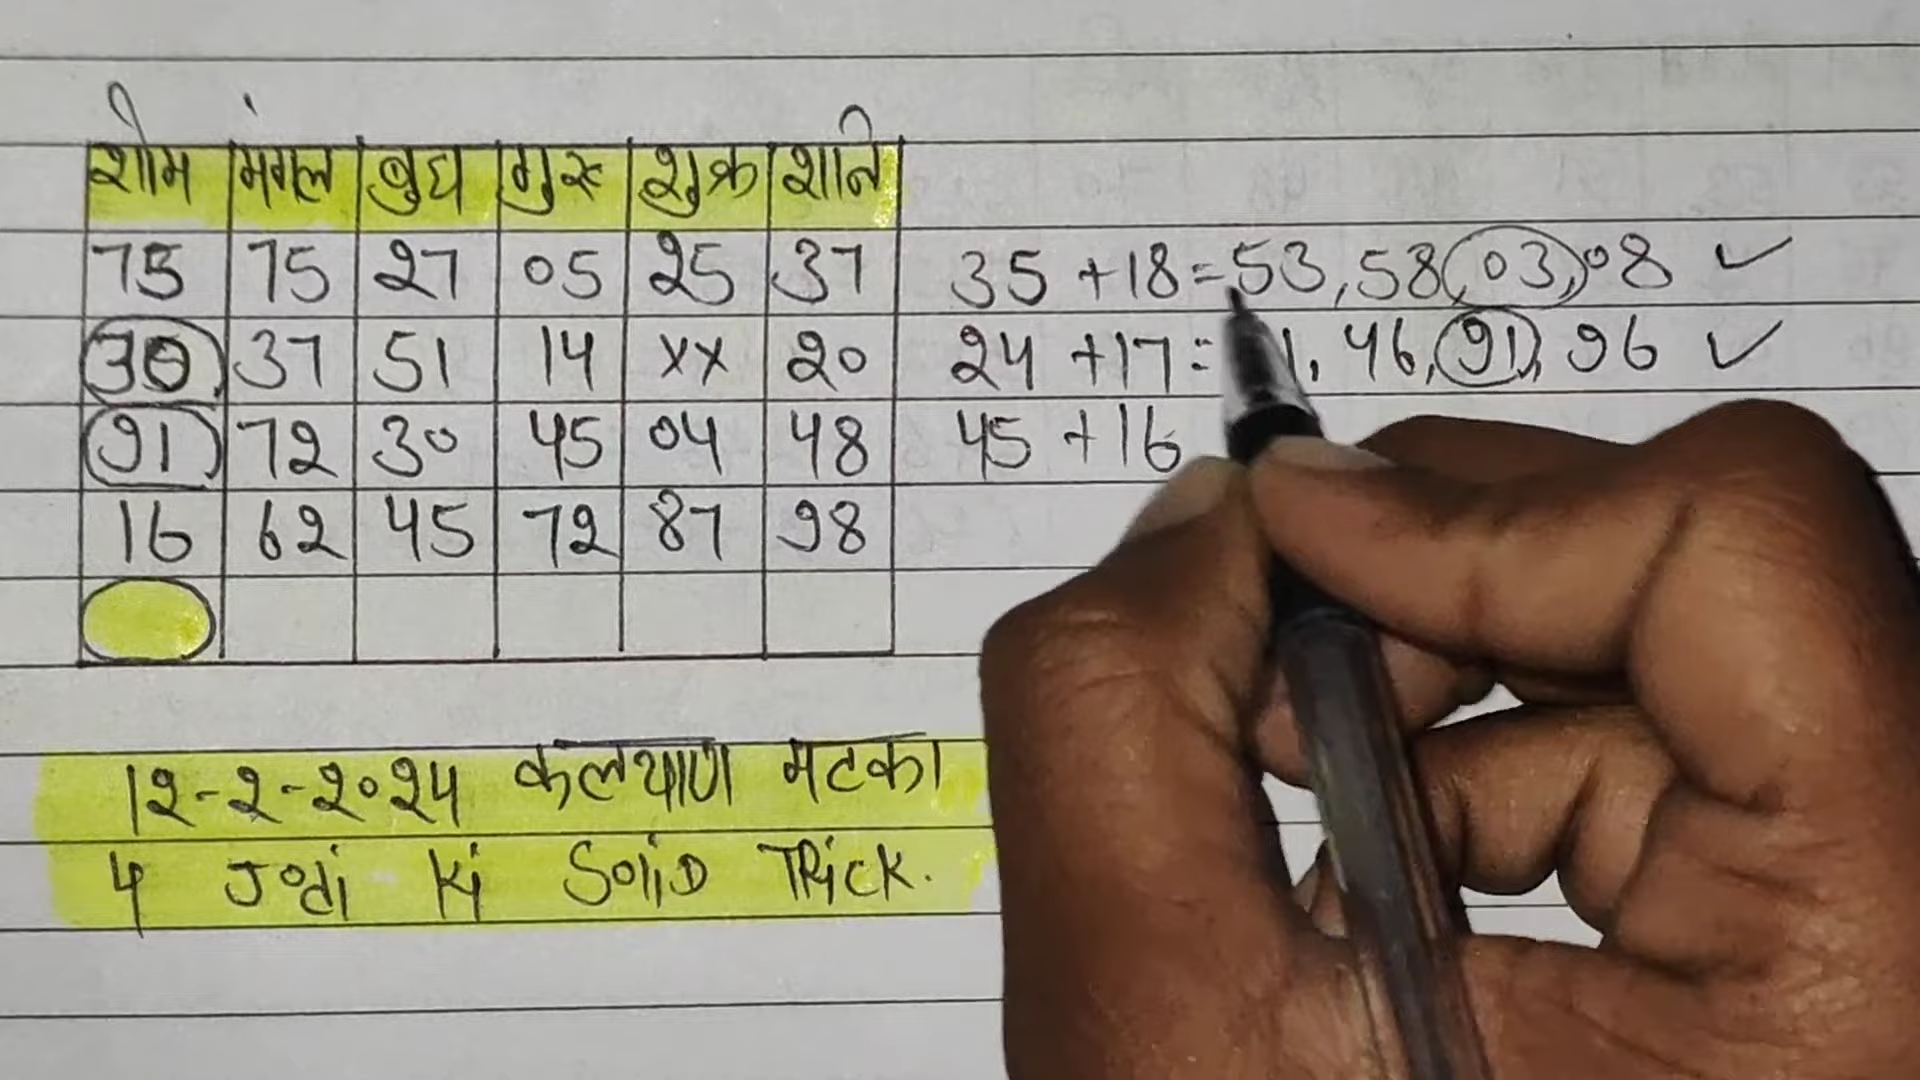 शोम मंगल बुध गुरु शुक्र शनि
75 75 27 05 25 37 35 +18=53,58,03,08 ✓
30 37 51 14 xx 20 24 +17= 1, 46,91, 96 ✓
91 72 30 45 04 48 45 +16
16 62 45 72 87 98
12-2-2024 कल्याण मटका
4 Jodi Ki Solid Trick.